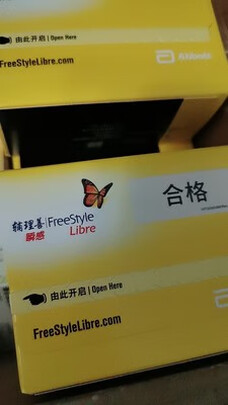 由此开启 | Open Here
FreeStyleLibre.com
Abbott
合格
辅理善 | FreeStyle
瞬感 Libre
由此开启 | Open Here
FreeStyleLibre.com